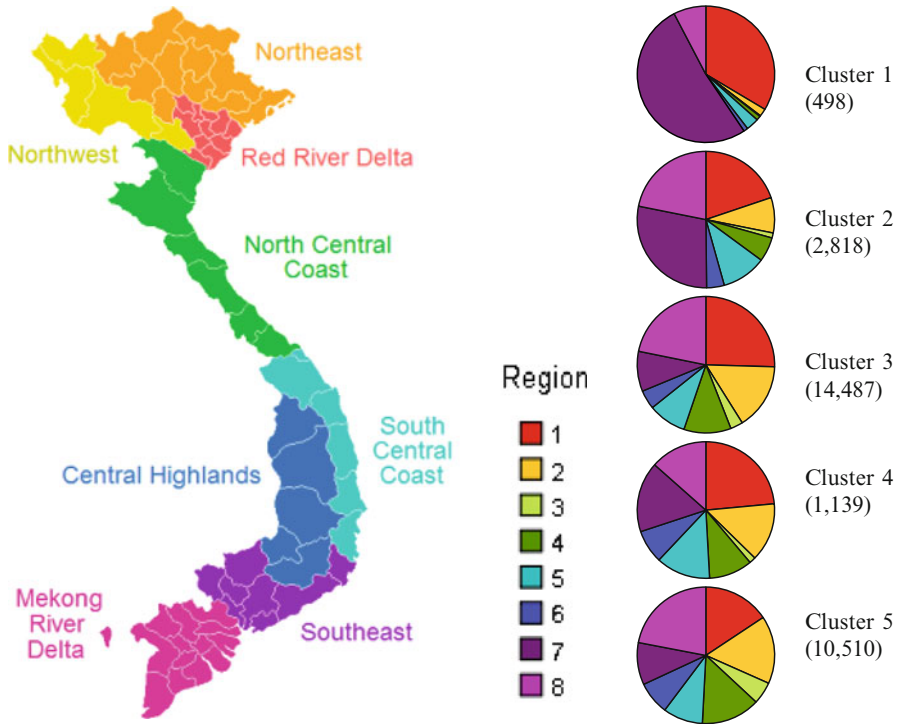 Northeast
Northwest
Red River Delta
North Central
Coast
South
Central
Coast
Central Highlands
Mekong
River
Delta
Southeast
Region
1
2
3
4
5
6
7
8
Cluster 1
(498)
Cluster 2
(2,818)
Cluster 3
(14,487)
Cluster 4
(1,139)
Cluster 5
(10,510)